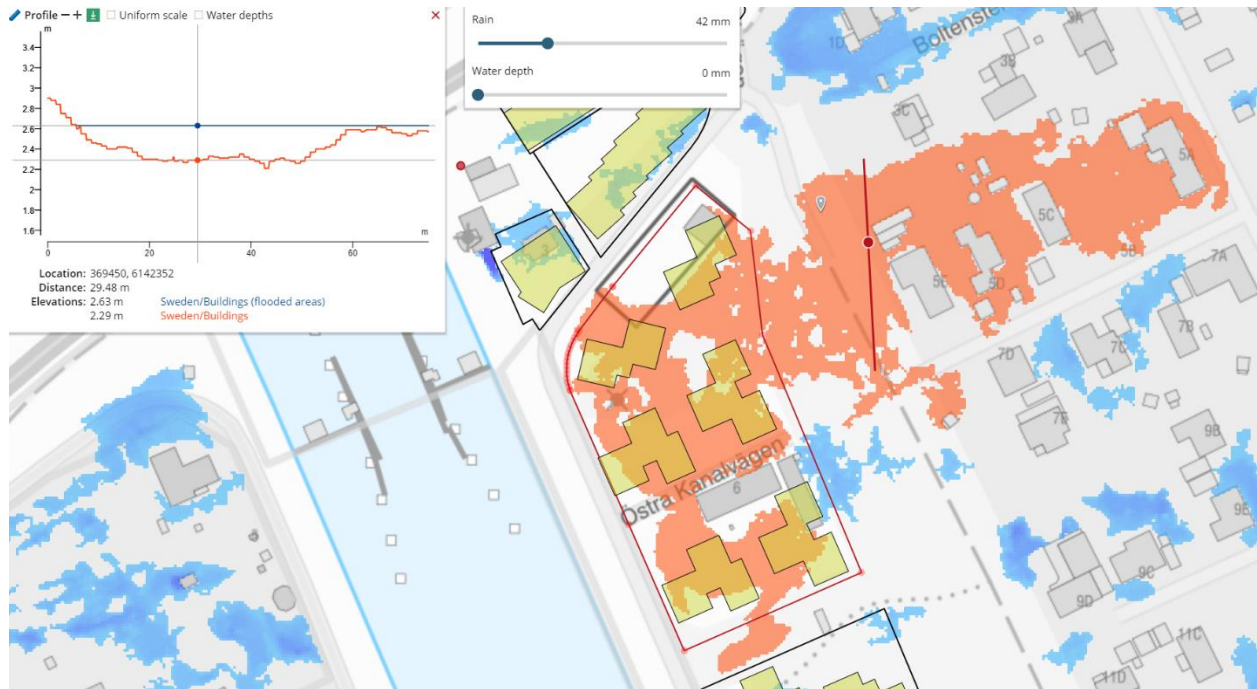 Profile
Uniform scale
Water depths
m
3.4
3.2
3
2.8
2.6
2.4
2.2
2
1.8
1.6
0
20
40
60
m
Location: 369450, 6142352
Distance: 29.48 m
Elevations: 2.63 m Sweden/Buildings (flooded areas)
2.29 m Sweden/Buildings
Rain 42 mm
Water depth 0 mm
1D
3A
3B
3C
5A
5C
5B
5E
5D
7A
7B
7C
7D
7E
Östra Kanalvägen
6
9B
9E
9C
9D
11C
11D